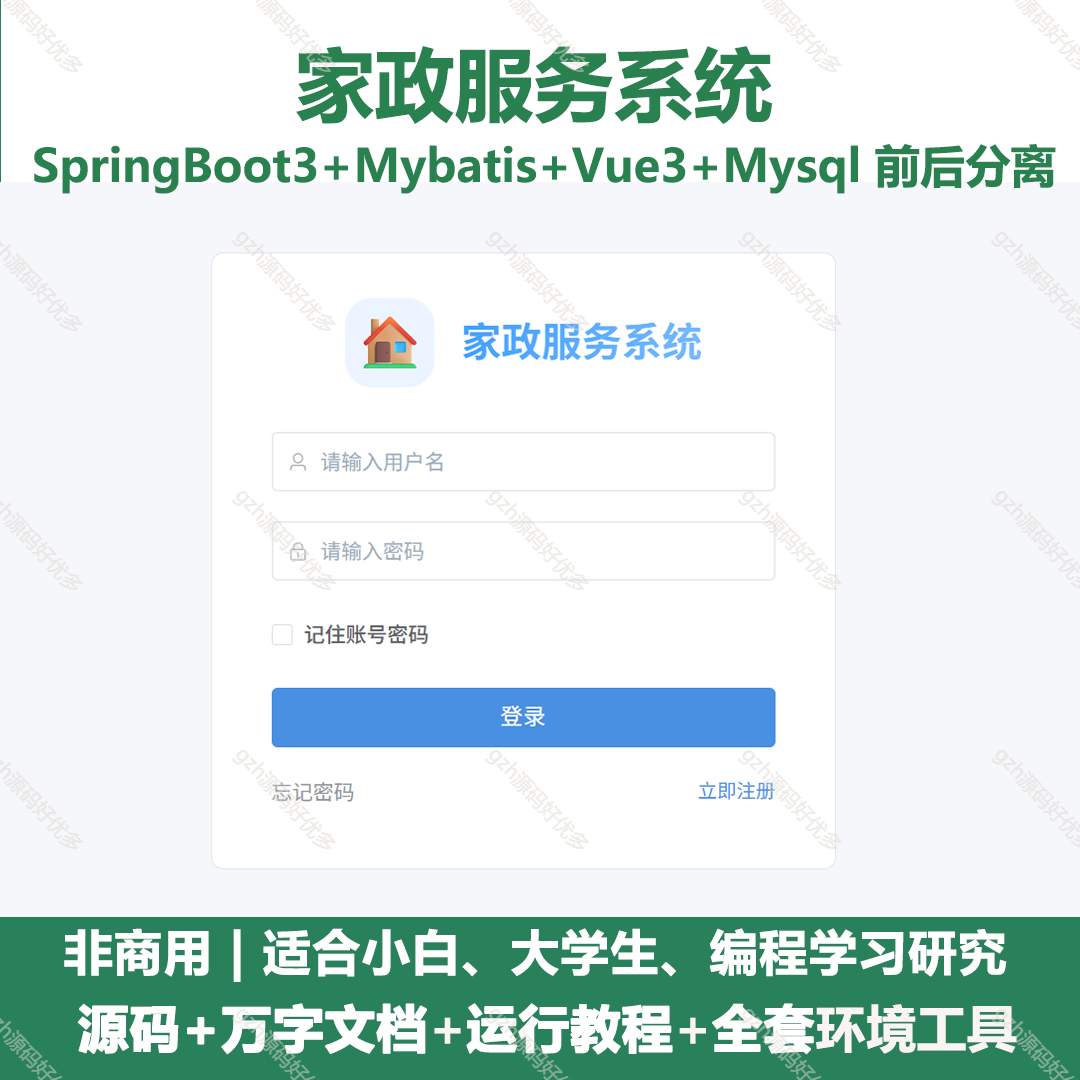 家政服务系统
SpringBoot3+Mybatis+Vue3+Mysql 前后分离
家政服务系统
请输入用户名
请输入密码
记住账号密码
登录
忘记密码
立即注册
非商用 | 适合小白、大学生、编程学习研究
源码+万字文档+运行教程+全套环境工具
gzh源码好优多